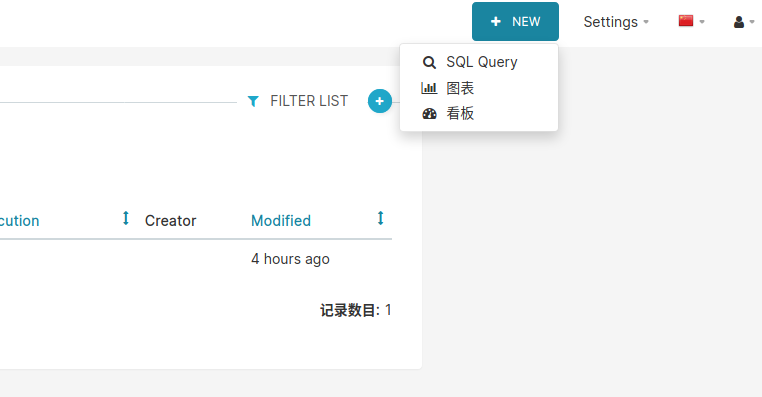 NEW
Settings
SQL Query
图表
看板
FILTER LIST
cution
Creator
Modified
4 hours ago
记录数目: 1